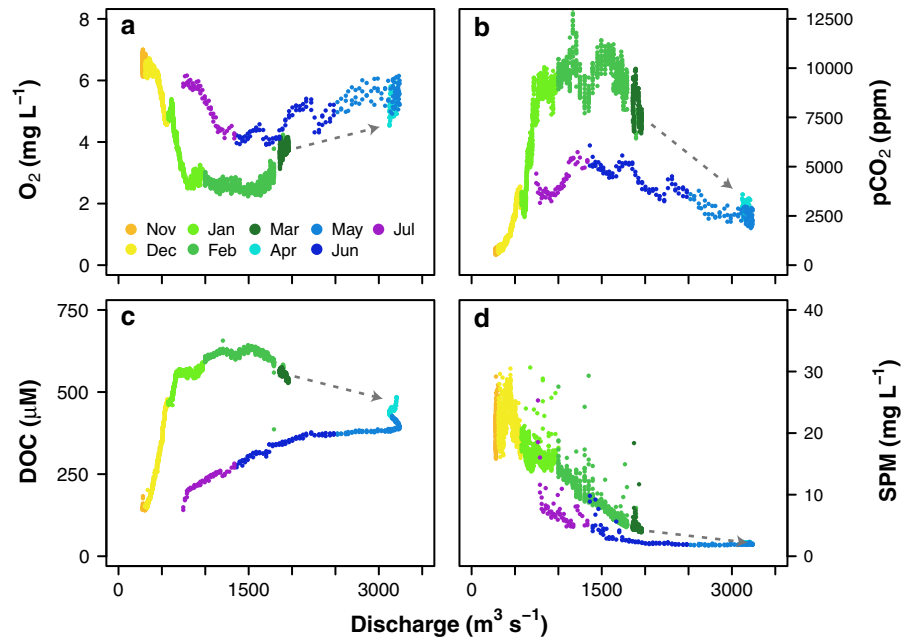 a
b
c
d
O₂ (mg L⁻¹)
8
6
4
2
0
Nov Jan Mar May Jul
Dec Feb Apr Jun
pCO₂ (ppm)
12500
10000
7500
5000
2500
0
DOC (μM)
750
500
250
0
SPM (mg L⁻¹)
40
30
20
10
0
0 1500 3000
0 1500 3000
Discharge (m³ s⁻¹)